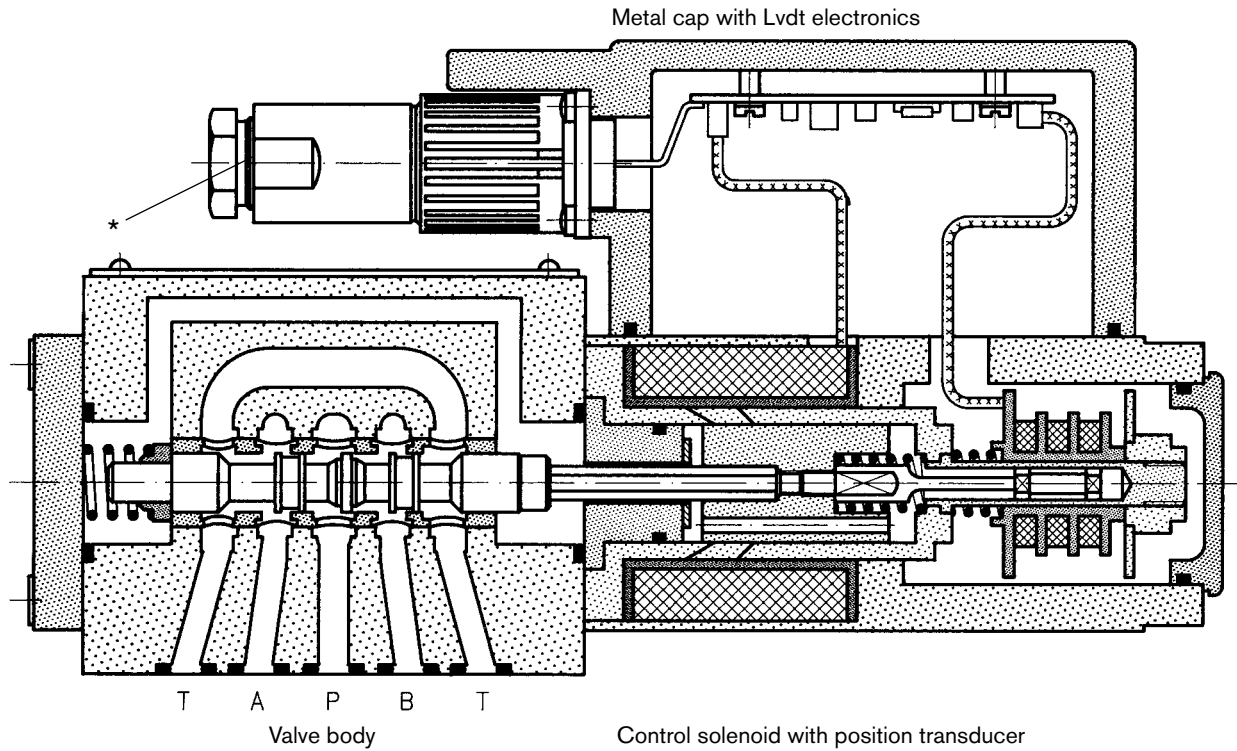 Metal cap with Lvdt electronics
*
T A P B T
Valve body
Control solenoid with position transducer